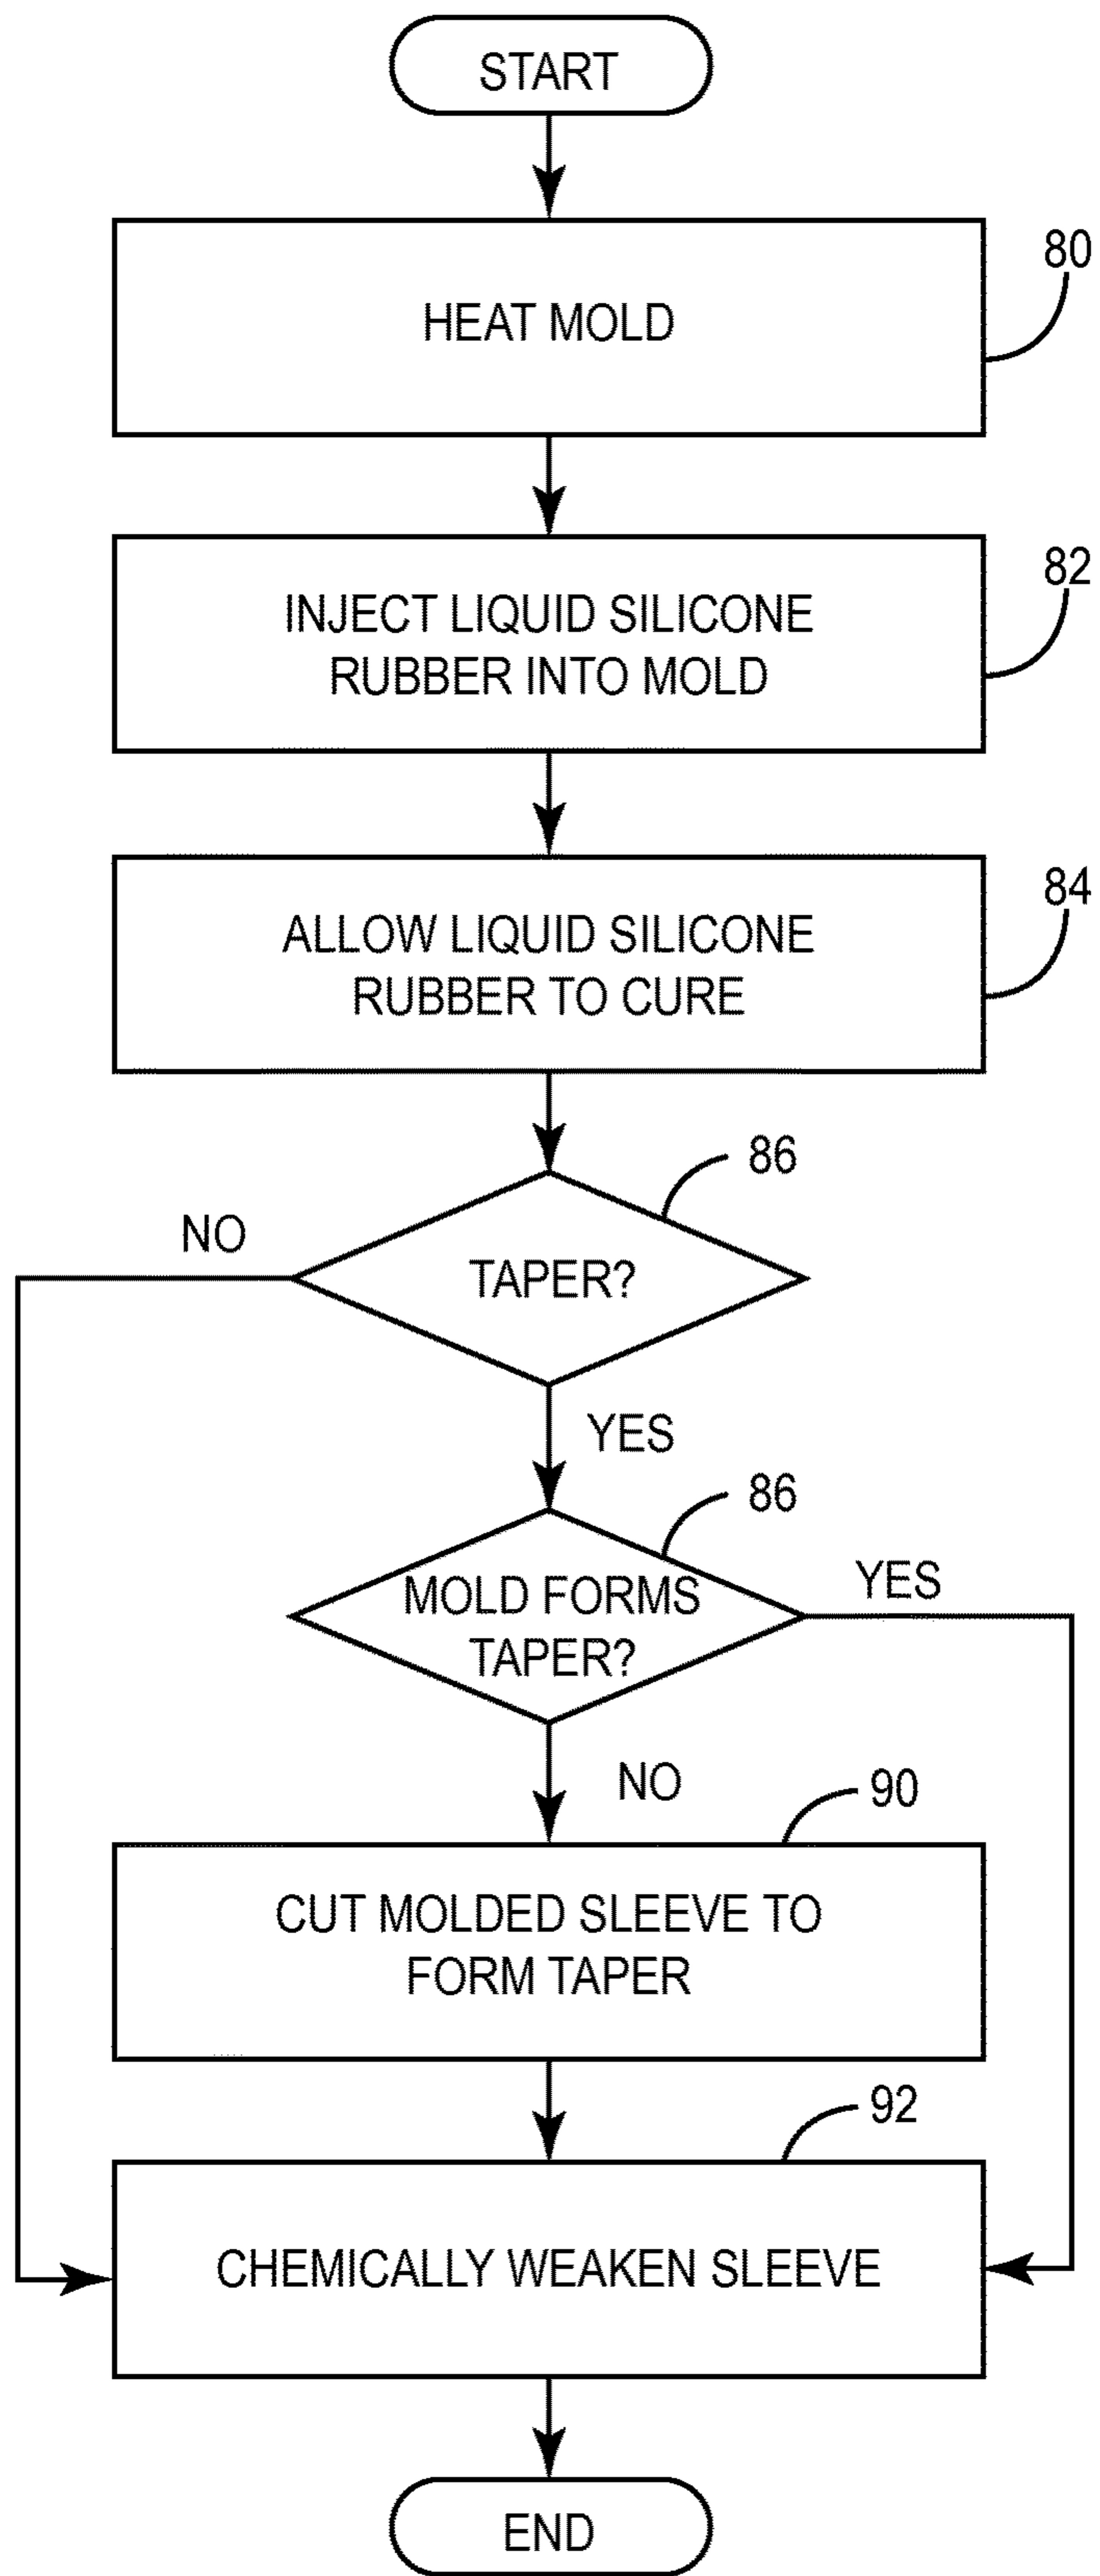 START
80
HEAT MOLD
82
INJECT LIQUID SILICONE
RUBBER INTO MOLD
84
ALLOW LIQUID SILICONE
RUBBER TO CURE
86
NO
TAPER?
YES
86
YES
MOLD FORMS
TAPER?
NO
90
CUT MOLDED SLEEVE TO
FORM TAPER
92
CHEMICALLY WEAKEN SLEEVE
END